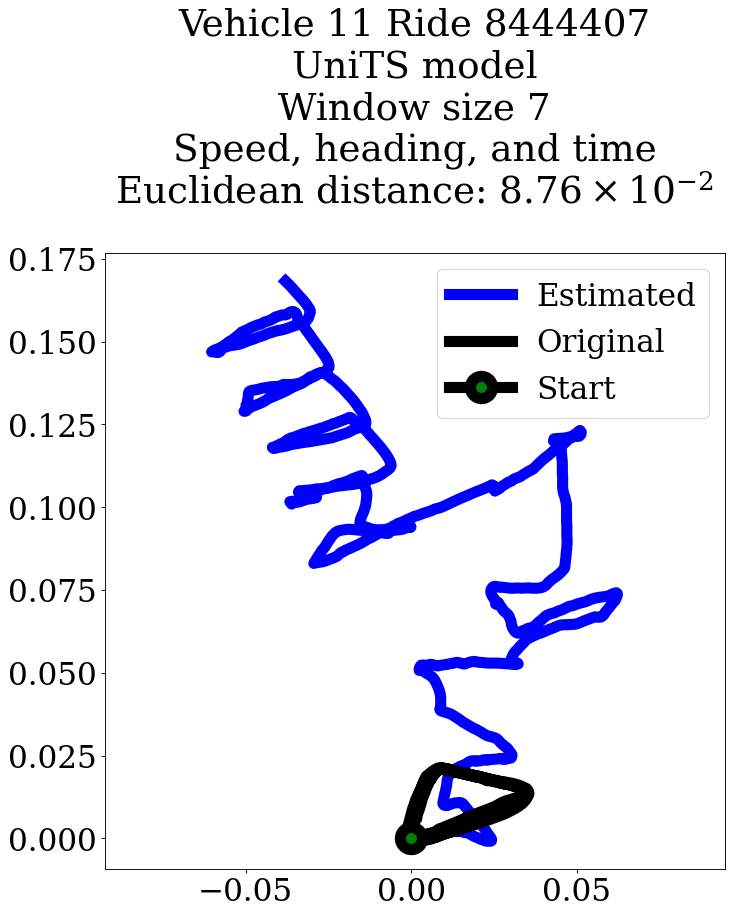 Vehicle 11 Ride 8444407
UniTS model
Window size 7
Speed, heading, and time
Euclidean distance: 8.76 × 10⁻²
0.175
0.150
0.125
0.100
0.075
0.050
0.025
0.000
Estimated
Original
Start
−0.05 0.00 0.05